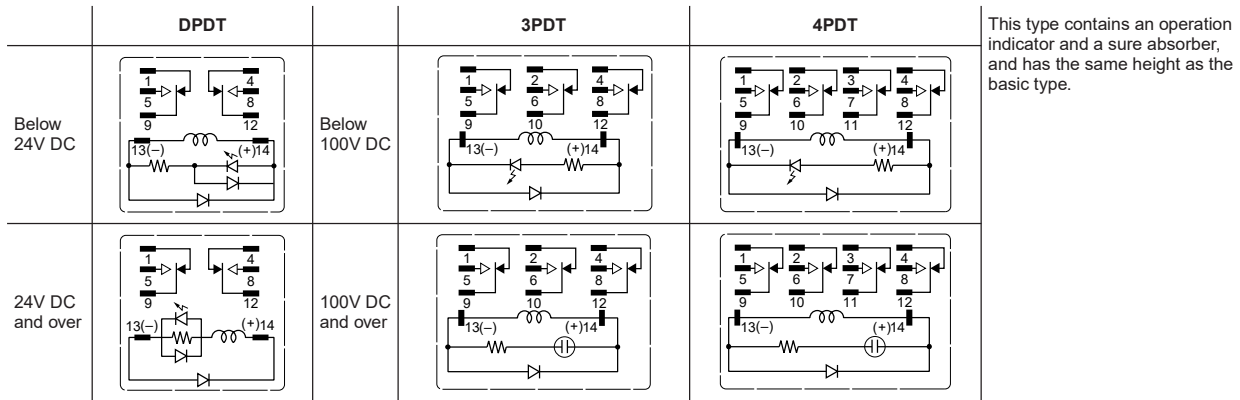 DPDT 3PDT 4PDT
This type contains an operation
indicator and a sure absorber,
and has the same height as the
basic type.
Below
24V DC
1 4
5 8
9 12
13(–) (+)14
Below
100V DC
1 2 4
5 6 8
9 10 12
13(–) (+)14
1 2 3 4
5 6 7 8
9 10 11 12
13(–) (+)14
24V DC
and over
1 4
5 8
9 12
13(–) (+)14
100V DC
and over
1 2 4
5 6 8
9 10 12
13(–) (+)14
1 2 3 4
5 6 7 8
9 10 11 12
13(–) (+)14